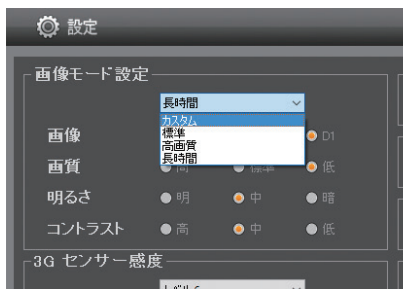 設定
画像モード設定
長時間
カスタム
標準
高画質
長時間
画像 D1
画質 高 標準 低
明るさ 明 中 暗
コントラスト 高 中 低
3G センサー感度